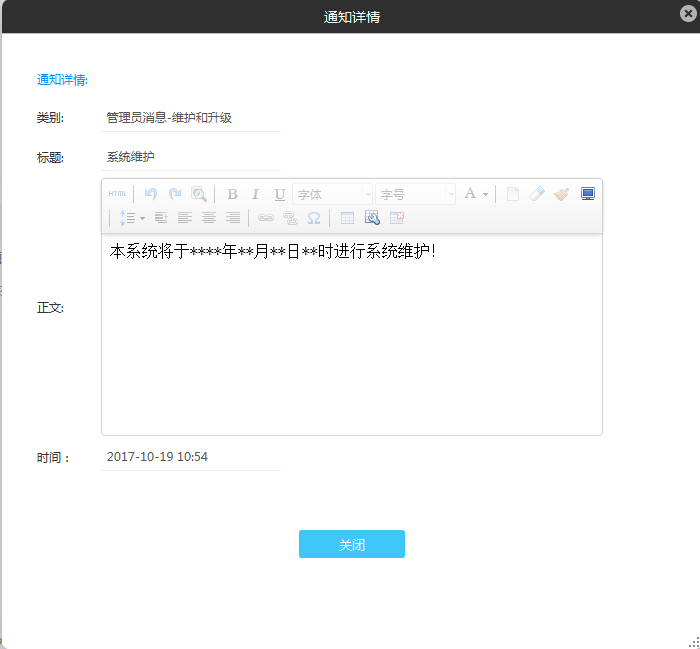 通知详情
通知详情:
类别: 管理员消息-维护和升级
标题: 系统维护
HTML B I U 字体 字号 A
Ω
正文: 本系统将于****年**月**日**时进行系统维护!
时间： 2017-10-19 10:54
关闭